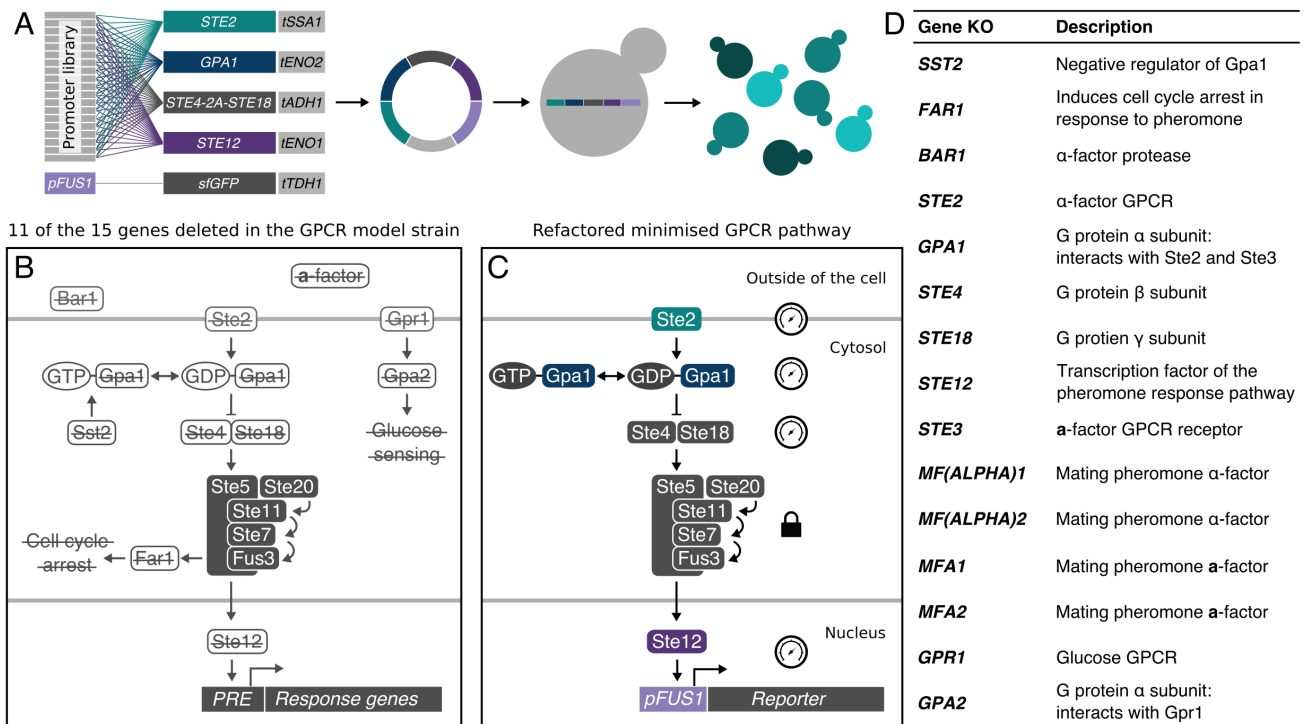 A
Promoter library
STE2 tSSA1
GPA1 tENO2
STE4-2A-STE18 tADH1
STE12 tENO1
pFUS1 sfGFP tTDH1
11 of the 15 genes deleted in the GPCR model strain
B
a-factor
Bar1
Ste2 Gpr1
GTP Gpa1 GDP Gpa1 Gpa2
Sst2 Ste4 Ste18 Glucose
sensing
Ste5 Ste20
Ste11
Ste7
Cell cycle
arrest
Far1 Fus3
Ste12
PRE Response genes
Refactored minimised GPCR pathway
C
Outside of the cell
Ste2
Cytosol
GTP Gpa1 GDP Gpa1
Ste4 Ste18
Ste5 Ste20
Ste11
Ste7
Fus3
Nucleus
Ste12
pFUS1 Reporter
D
Gene KO Description
SST2 Negative regulator of Gpa1
FAR1 Induces cell cycle arrest in
response to pheromone
BAR1 α-factor protease
STE2 α-factor GPCR
GPA1 G protein α subunit:
interacts with Ste2 and Ste3
STE4 G protein β subunit
STE18 G protien γ subunit
STE12 Transcription factor of the
pheromone response pathway
STE3 a-factor GPCR receptor
MF(ALPHA)1 Mating pheromone α-factor
MF(ALPHA)2 Mating pheromone α-factor
MFA1 Mating pheromone a-factor
MFA2 Mating pheromone a-factor
GPR1 Glucose GPCR
GPA2 G protein α subunit:
interacts with Gpr1